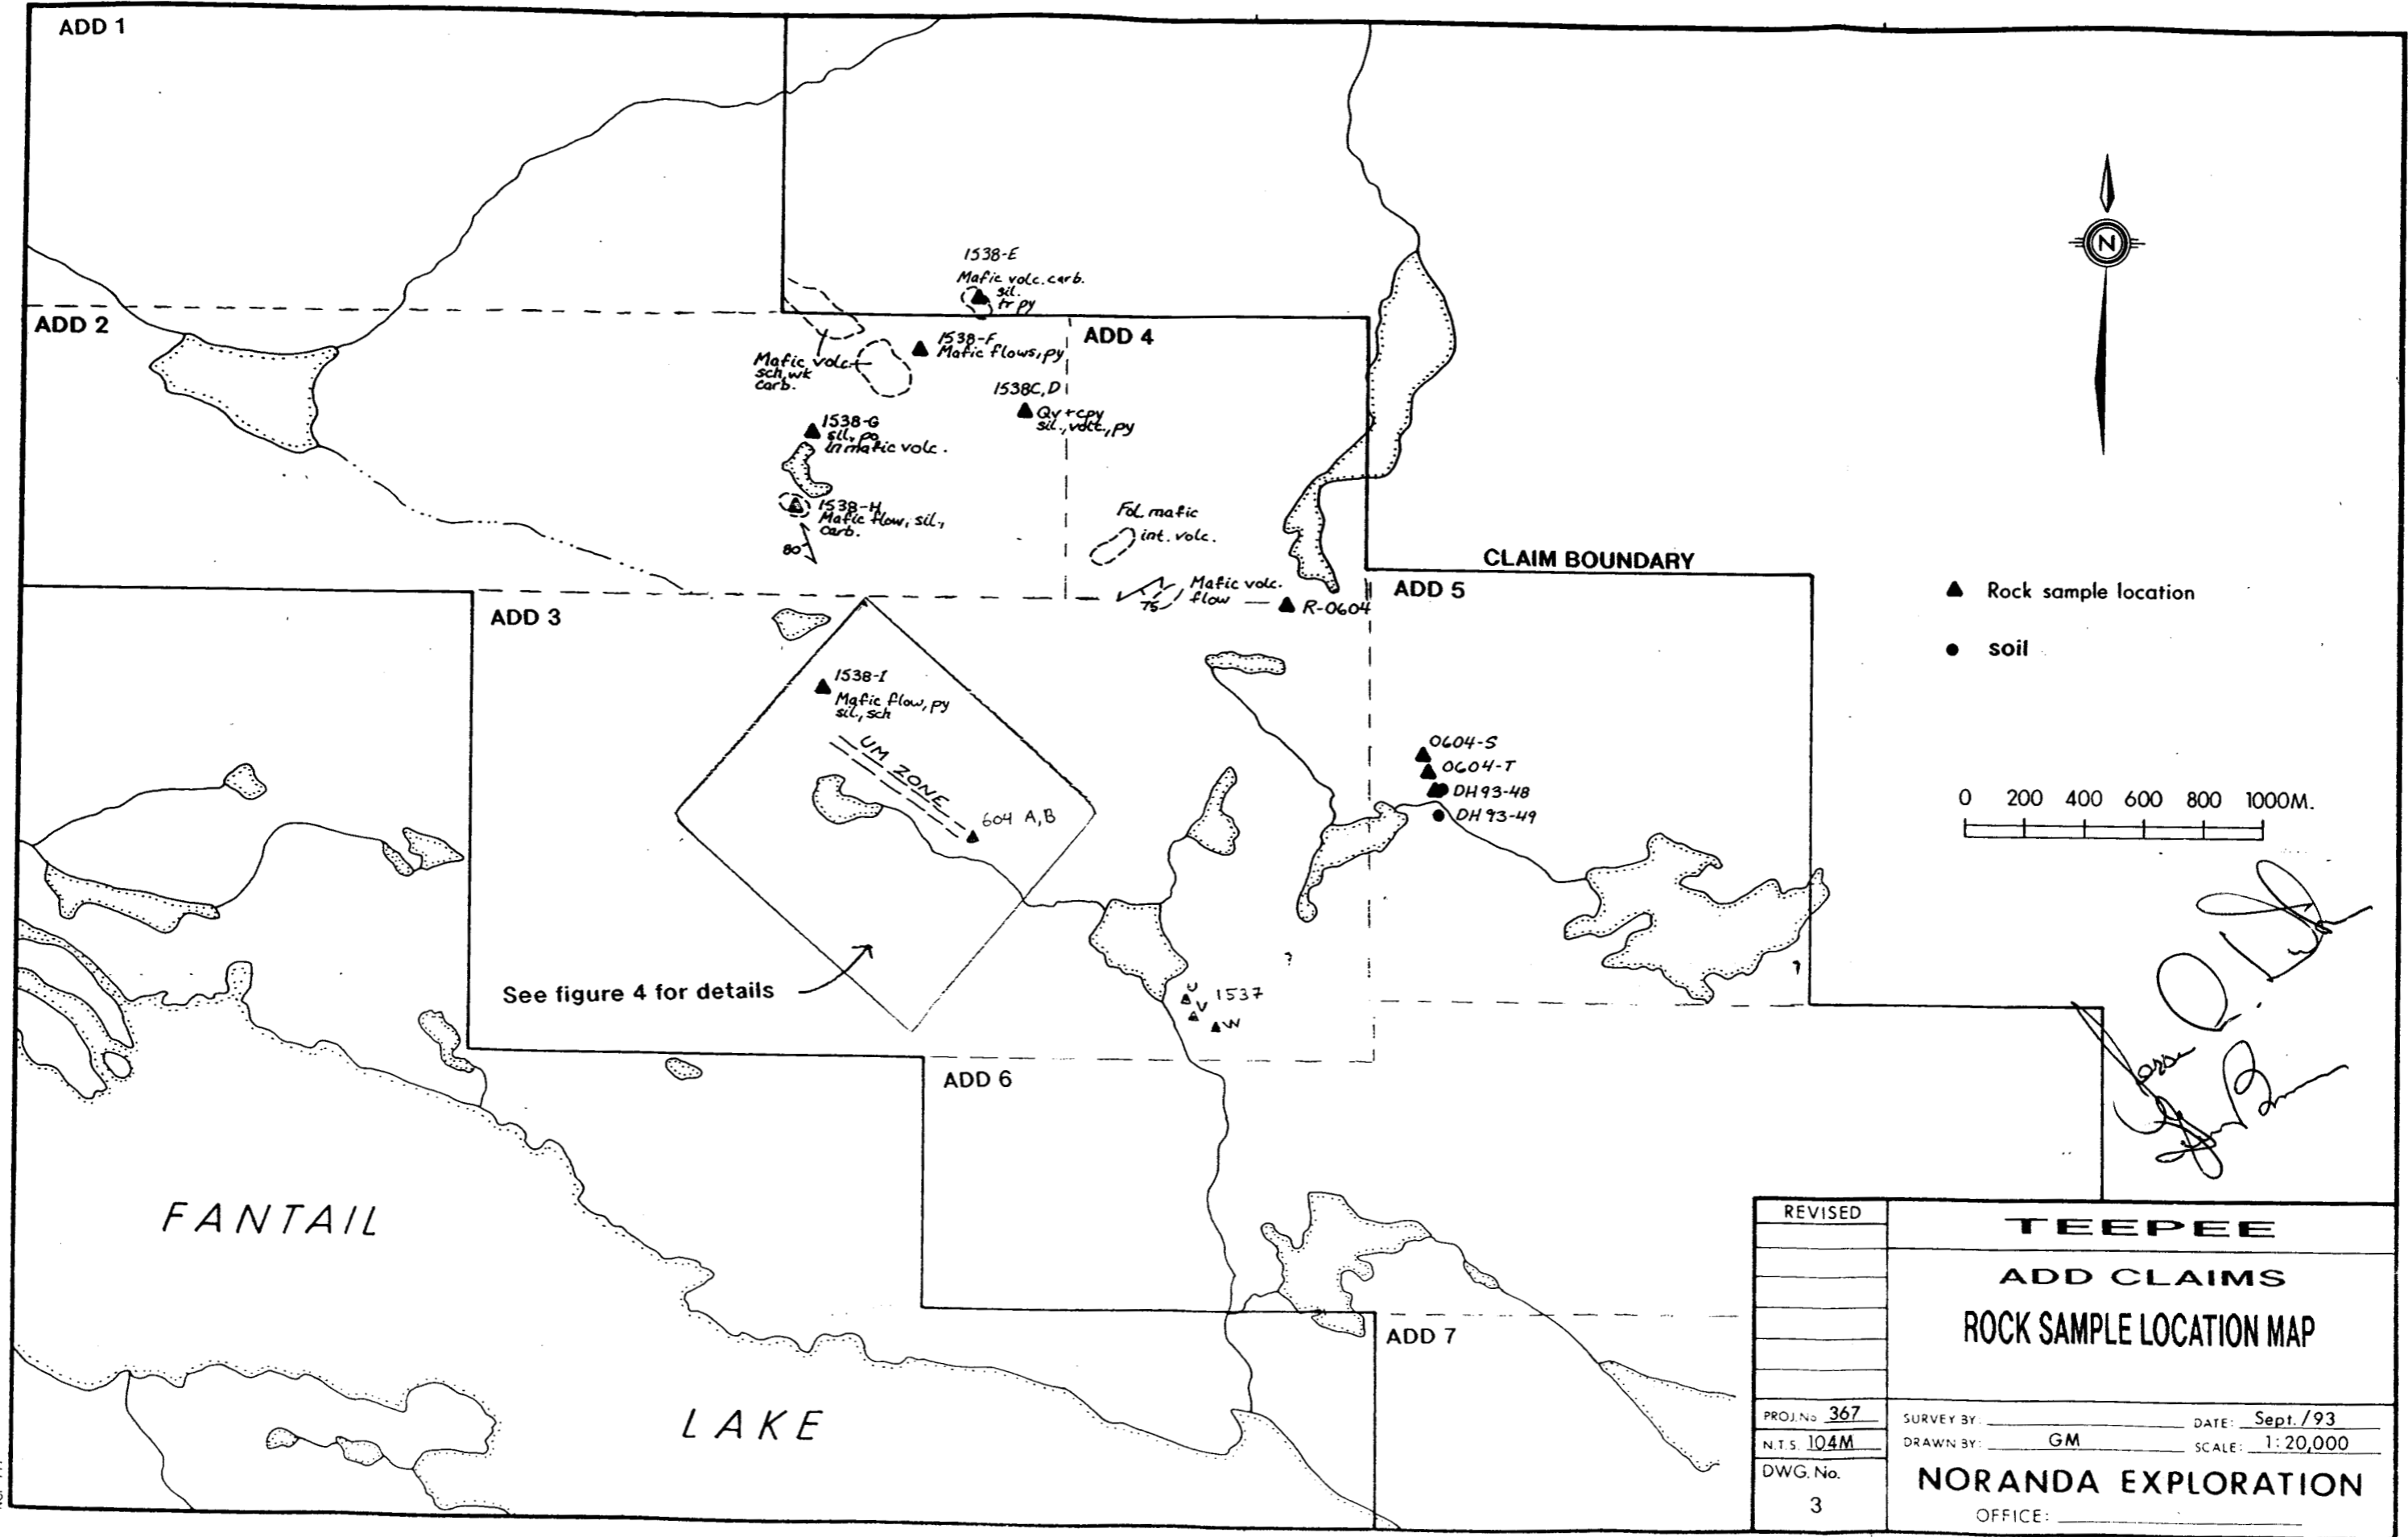 ADD 1
1538-E
Mafic volc. carb.
sil.
tr py
ADD 2
ADD 4
1538-F
Mafic flows, py
Mafic volc
sch, wk
carb.
1538C, D
Qv + cpy
sil., volc., py
1538-G
sil., po
in mafic volc.
1538-H
Mafic flow, sil.,
carb.
80
Fol. mafic
int. volc.
Mafic volc.
flow
75
R-0604
CLAIM BOUNDARY
ADD 5
ADD 3
N
Rock sample location
soil
1538-I
Mafic flow, py
sil., sch
UM ZONE
604 A, B
0604-S
0604-T
DH 93-48
DH 93-49
0 200 400 600 800 1000M.
See figure 4 for details
?
?
U 1537
V
W
ADD 6
ADD 7
FANTAIL
LAKE
REVISED
TEEPEE
ADD CLAIMS
ROCK SAMPLE LOCATION MAP
PROJ. No 367
N.T.S. 104M
DWG. No.
3
SURVEY BY: DATE: Sept./93
DRAWN BY: GM SCALE: 1:20,000
NORANDA EXPLORATION
OFFICE: